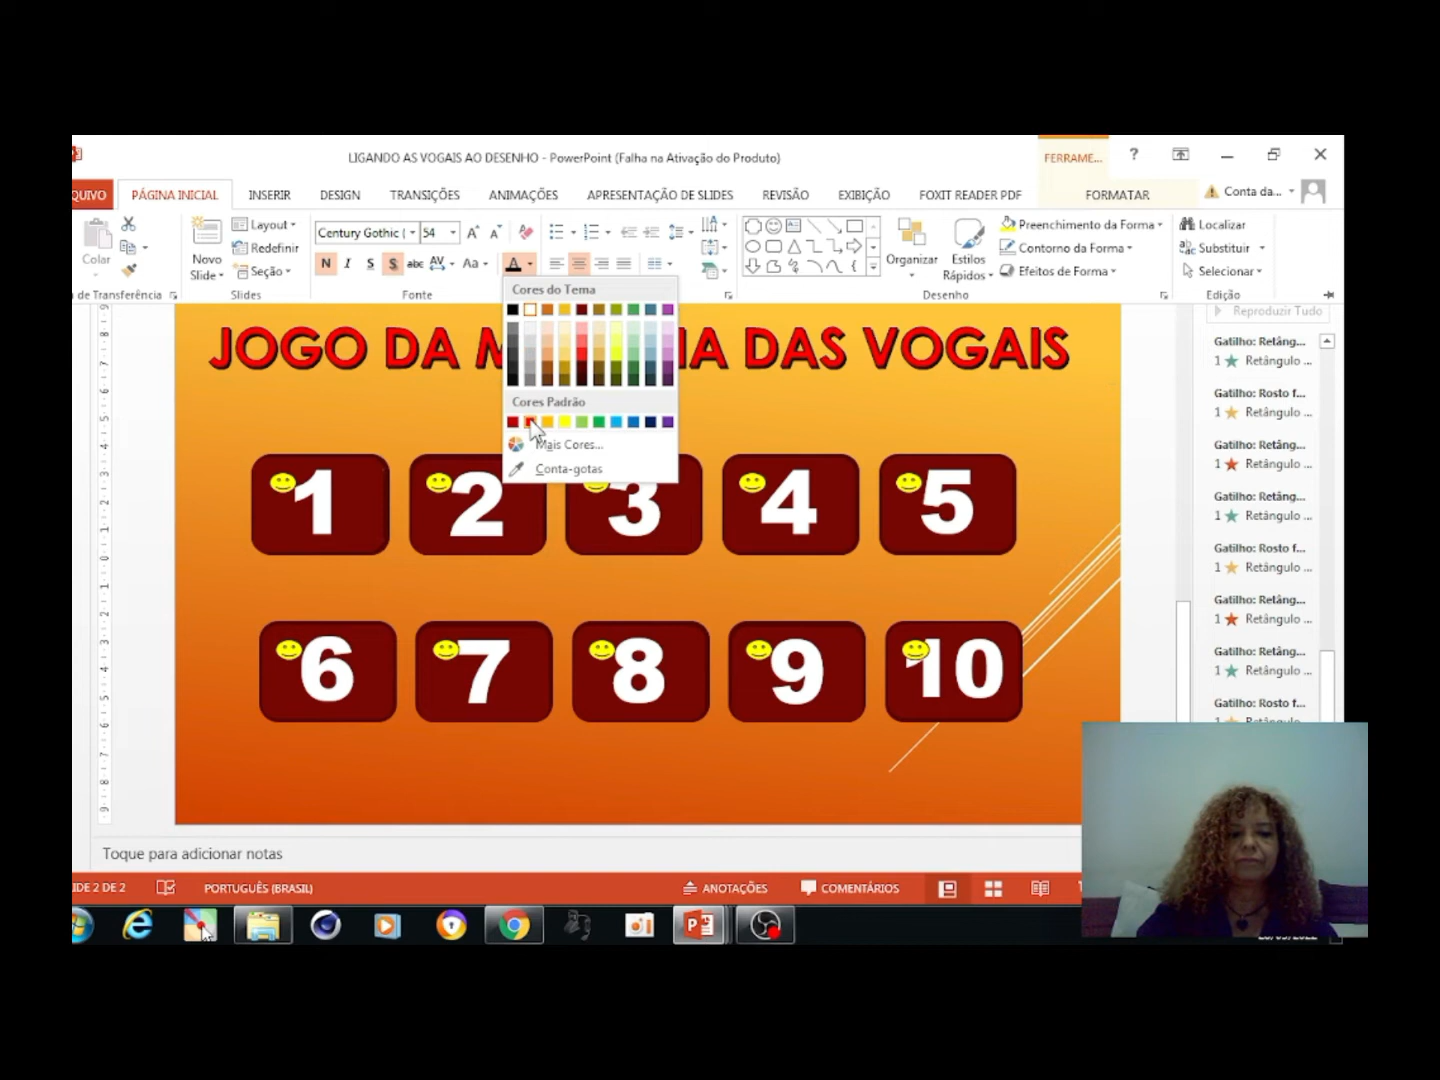 LIGANDO AS VOGAIS AO DESENHO - PowerPoint (Falha na Ativação do Produto)
FERRAME...
?
QUIVO
PÁGINA INICIAL
INSERIR
DESIGN
TRANSIÇÕES
ANIMAÇÕES
APRESENTAÇÃO DE SLIDES
REVISÃO
EXIBIÇÃO
FOXIT READER PDF
FORMATAR
Conta da...
Colar
Novo Slide
Layout
Redefinir
Seção
Century Gothic (
54
N I S S abc AV Aa A
Organizar
Estilos Rápidos
Preenchimento da Forma
Contorno da Forma
Efeitos de Forma
Localizar
Substituir
Selecionar
de Transferência
Slides
Fonte
Desenho
Edição
Cores do Tema
Cores Padrão
Mais Cores...
Conta-gotas
JOGO DA M IA DAS VOGAIS
1
2
3
4
5
6
7
8
9
10
Reproduzir Tudo
Gatilho: Retâng...
1 Retângulo ...
Gatilho: Rosto f...
1 Retângulo ...
Gatilho: Retâng...
1 Retângulo ...
Gatilho: Retâng...
1 Retângulo ...
Gatilho: Rosto f...
1 Retângulo ...
Gatilho: Retâng...
1 Retângulo ...
Gatilho: Retâng...
1 Retângulo ...
Gatilho: Rosto f...
Toque para adicionar notas
IDE 2 DE 2
PORTUGUÊS (BRASIL)
ANOTAÇÕES
COMENTÁRIOS